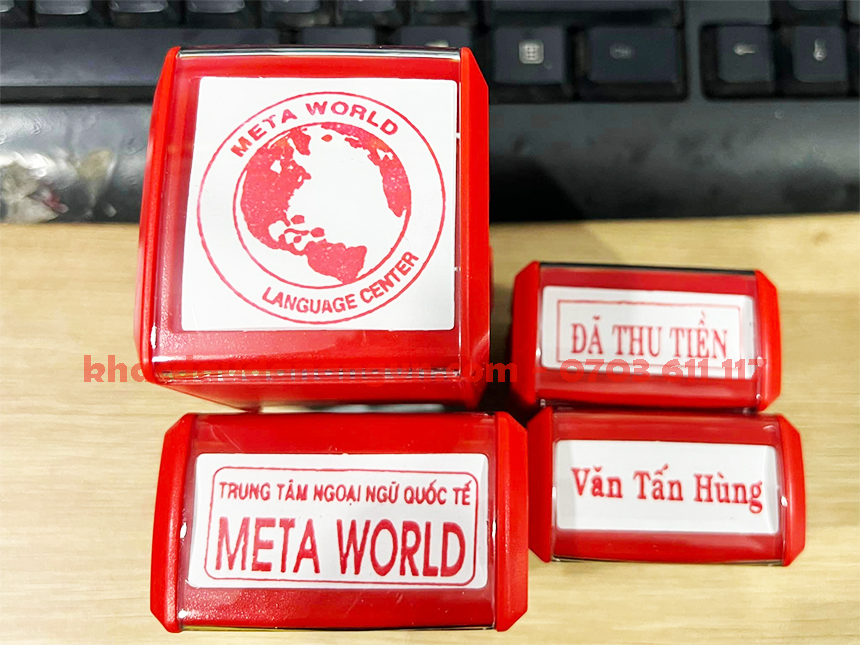 META WORLD
LANGUAGE CENTER
ĐÃ THU TIỀN
0703 611 117
TRUNG TÂM NGOẠI NGỮ QUỐC TẾ
META WORLD
Văn Tấn Hùng